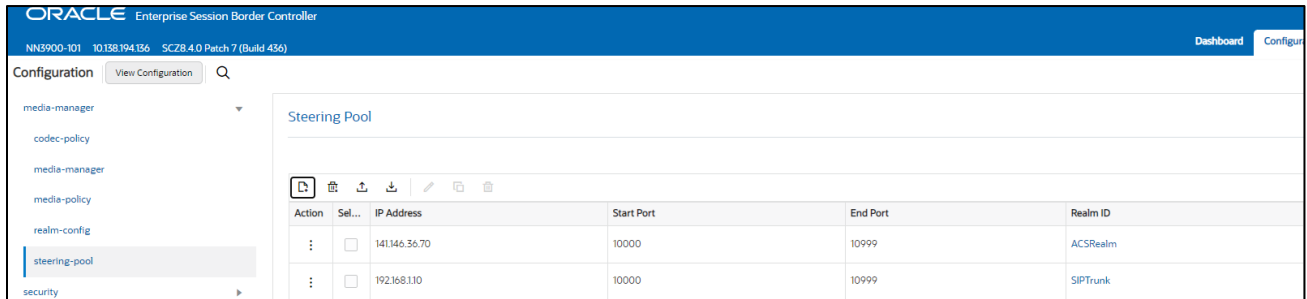 ORACLE Enterprise Session Border Controller
NN3900-101 10.138.194.136 SCZ8.4.0 Patch 7 (Build 436)
Dashboard Configura
Configuration View Configuration
media-manager
codec-policy
media-manager
media-policy
realm-config
steering-pool
security
Steering Pool
Action Sel... IP Address Start Port End Port Realm ID
141.146.36.70 10000 10999 ACSRealm
192.168.1.10 10000 10999 SIPTrunk